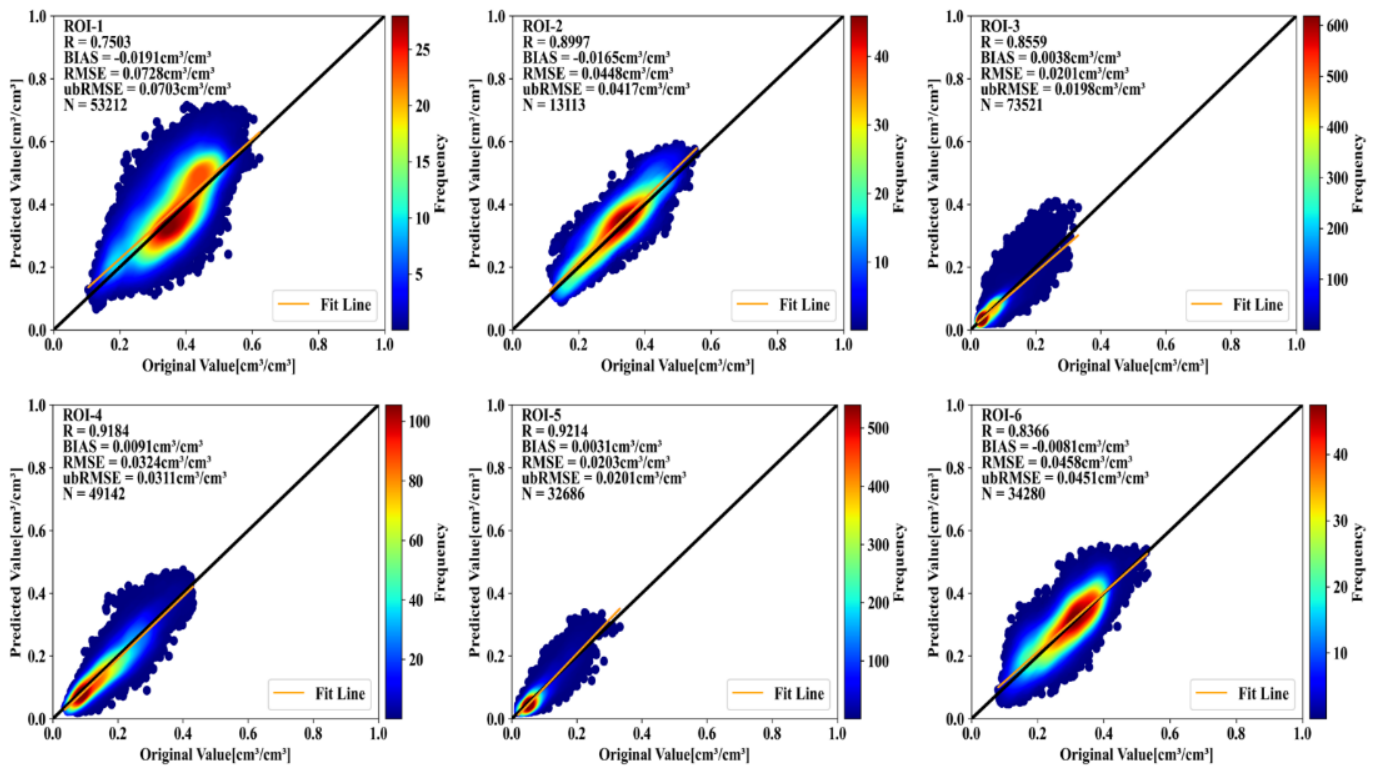 ROI-1
R = 0.7503
BIAS = -0.0191cm³/cm³
RMSE = 0.0728cm³/cm³
ubRMSE = 0.0703cm³/cm³
N = 53212
Predicted Value[cm³/cm³]
1.0
0.8
0.6
0.4
0.2
0.0
0.0 0.2 0.4 0.6 0.8 1.0
Original Value[cm³/cm³]
Fit Line
25
20
15
10
5
Frequency
ROI-2
R = 0.8997
BIAS = -0.0165cm³/cm³
RMSE = 0.0448cm³/cm³
ubRMSE = 0.0417cm³/cm³
N = 13113
Predicted Value[cm³/cm³]
1.0
0.8
0.6
0.4
0.2
0.0
0.0 0.2 0.4 0.6 0.8 1.0
Original Value[cm³/cm³]
Fit Line
40
30
20
10
Frequency
ROI-3
R = 0.8559
BIAS = 0.0038cm³/cm³
RMSE = 0.0201cm³/cm³
ubRMSE = 0.0198cm³/cm³
N = 73521
Predicted Value[cm³/cm³]
1.0
0.8
0.6
0.4
0.2
0.0
0.0 0.2 0.4 0.6 0.8 1.0
Original Value[cm³/cm³]
Fit Line
600
500
400
300
200
100
Frequency
ROI-4
R = 0.9184
BIAS = 0.0091cm³/cm³
RMSE = 0.0324cm³/cm³
ubRMSE = 0.0311cm³/cm³
N = 49142
Predicted Value[cm³/cm³]
1.0
0.8
0.6
0.4
0.2
0.0
0.0 0.2 0.4 0.6 0.8 1.0
Original Value[cm³/cm³]
Fit Line
100
80
60
40
20
Frequency
ROI-5
R = 0.9214
BIAS = 0.0031cm³/cm³
RMSE = 0.0203cm³/cm³
ubRMSE = 0.0201cm³/cm³
N = 32686
Predicted Value[cm³/cm³]
1.0
0.8
0.6
0.4
0.2
0.0
0.0 0.2 0.4 0.6 0.8 1.0
Original Value[cm³/cm³]
Fit Line
500
400
300
200
100
Frequency
ROI-6
R = 0.8366
BIAS = -0.0081cm³/cm³
RMSE = 0.0458cm³/cm³
ubRMSE = 0.0451cm³/cm³
N = 34280
Predicted Value[cm³/cm³]
1.0
0.8
0.6
0.4
0.2
0.0
0.0 0.2 0.4 0.6 0.8 1.0
Original Value[cm³/cm³]
Fit Line
40
30
20
10
Frequency